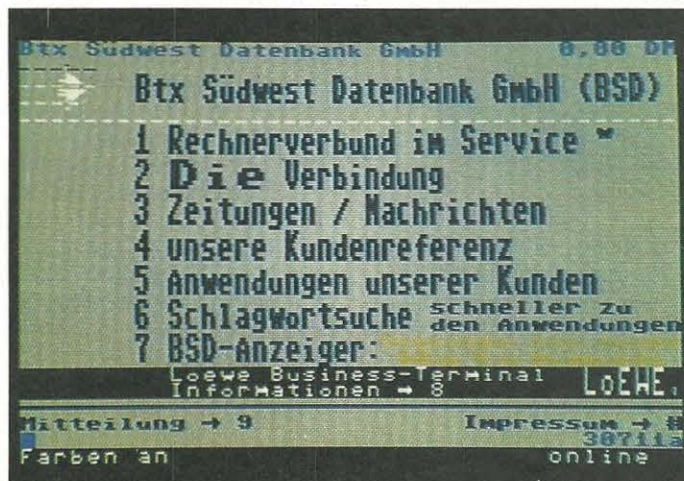 Btx Südwest Datenbank GmbH 0,00 DM
Btx Südwest Datenbank GmbH (BSD)
1 Rechnerverbund im Service
2 Die Verbindung
3 Zeitungen / Nachrichten
4 unsere Kundenreferenz
5 Anwendungen unserer Kunden
6 Schlagwortsuche schneller zu
den Anwendungen
7 BSD-Anzeiger:
Loewe Business-Terminal
Informationen → 8 LOEWE.
Mitteilung → 9 Impressum → #
30711a
Farben an online